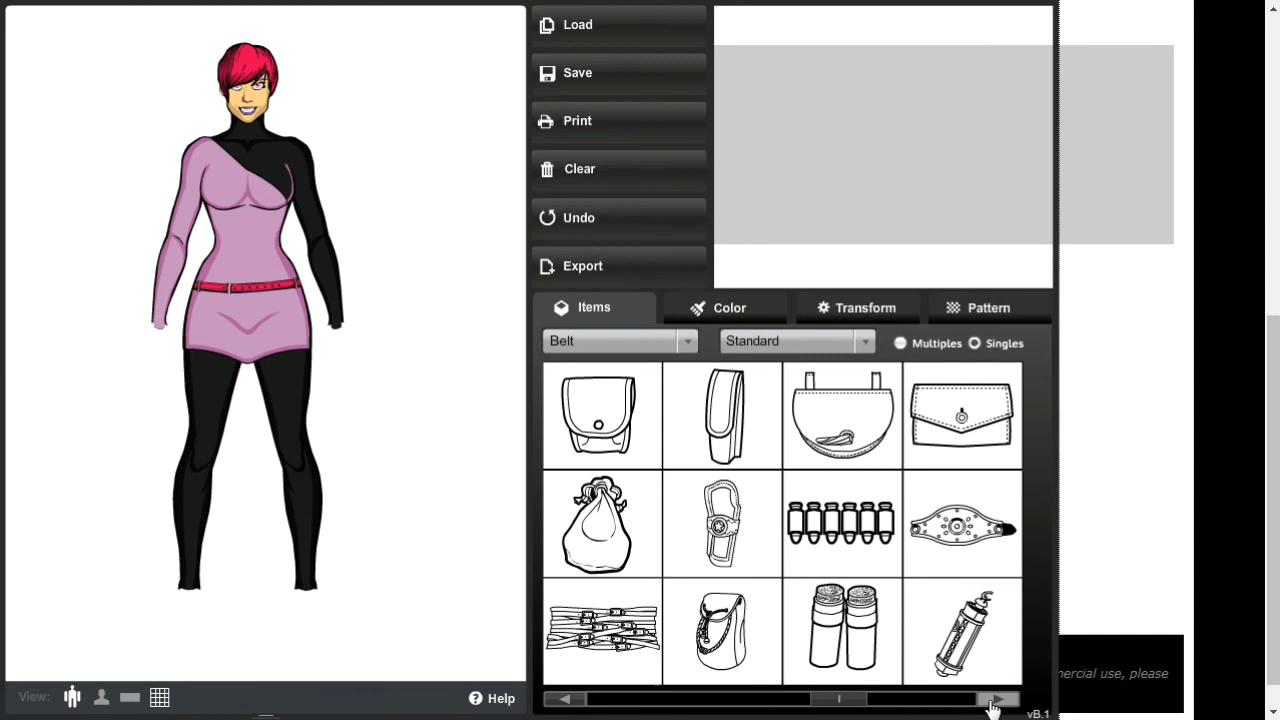 Load
Save
Print
Clear
Undo
Export
Items
Color
Transform
Pattern
Belt
Standard
Multiples
Singles
mercial use, please
View:
Help
vB.1